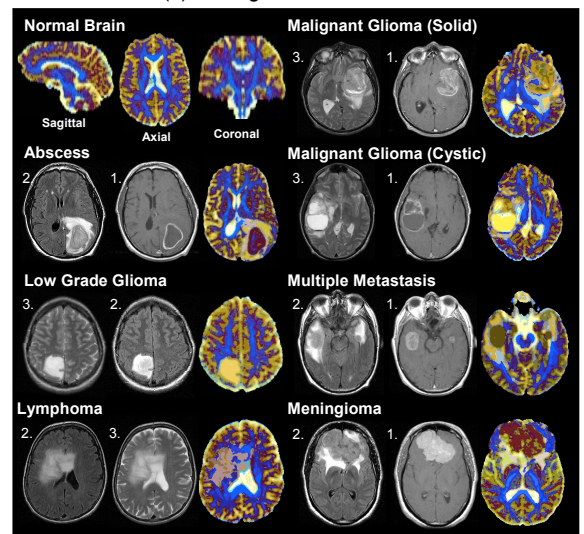 Normal Brain
Sagittal
Axial
Coronal
Malignant Glioma (Solid)
3.
1.
Abscess
2.
1.
Malignant Glioma (Cystic)
3.
1.
Low Grade Glioma
3.
2.
Multiple Metastasis
2.
1.
Lymphoma
2.
3.
Meningioma
2.
1.